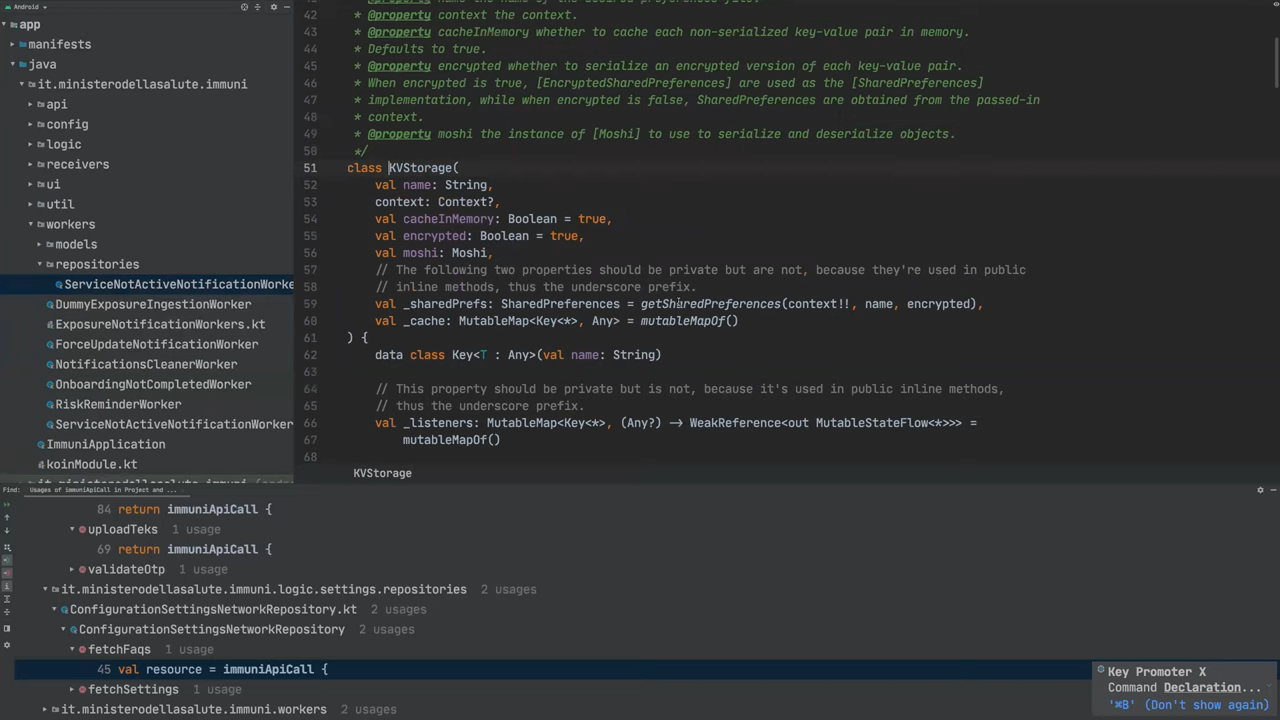 Android
app
manifests
java
it.ministerodellasalute.immuni
api
config
logic
receivers
ui
util
workers
models
repositories
ServiceNotActiveNotificationWorke
DummyExposureIngestionWorker
ExposureNotificationWorkers.kt
ForceUpdateNotificationWorker
NotificationsCleanerWorker
OnboardingNotCompletedWorker
RiskReminderWorker
ServiceNotActiveNotificationWorker
ImmuniApplication
koinModule.kt
42 * @property context the context.
43 * @property cacheInMemory whether to cache each non-serialized key-value pair in memory.
44 * Defaults to true.
45 * @property encrypted whether to serialize an encrypted version of each key-value pair.
46 * When encrypted is true, [EncryptedSharedPreferences] are used as the [SharedPreferences]
47 * implementation, while when encrypted is false, SharedPreferences are obtained from the passed-in
48 * context.
49 * @property moshi the instance of [Moshi] to use to serialize and deserialize objects.
50 */
51 class KVStorage(
52 val name: String,
53 context: Context?,
54 val cacheInMemory: Boolean = true,
55 val encrypted: Boolean = true,
56 val moshi: Moshi,
57 // The following two properties should be private but are not, because they're used in public
58 // inline methods, thus the underscore prefix.
59 val _sharedPrefs: SharedPreferences = getSharedPreferences(context!!, name, encrypted),
60 val _cache: MutableMap<Key<*>, Any> = mutableMapOf()
61 ) {
62 data class Key<T : Any>(val name: String)
63
64 // This property should be private but is not, because it's used in public inline methods,
65 // thus the underscore prefix.
66 val _listeners: MutableMap<Key<*>, (Any?) -> WeakReference<out MutableStateFlow<*>>> =
67 mutableMapOf()
68
KVStorage
Find: Usages of immuniApiCall in Project and ...
84 return immuniApiCall {
uploadTeks 1 usage
69 return immuniApiCall {
validateOtp 1 usage
it.ministerodellasalute.immuni.logic.settings.repositories 2 usages
ConfigurationSettingsNetworkRepository.kt 2 usages
ConfigurationSettingsNetworkRepository 2 usages
fetchFaqs 1 usage
45 val resource = immuniApiCall {
fetchSettings 1 usage
it.ministerodellasalute.immuni.workers 2 usages
Key Promoter X
Command Declaration...
'⌘B' (Don't show again)